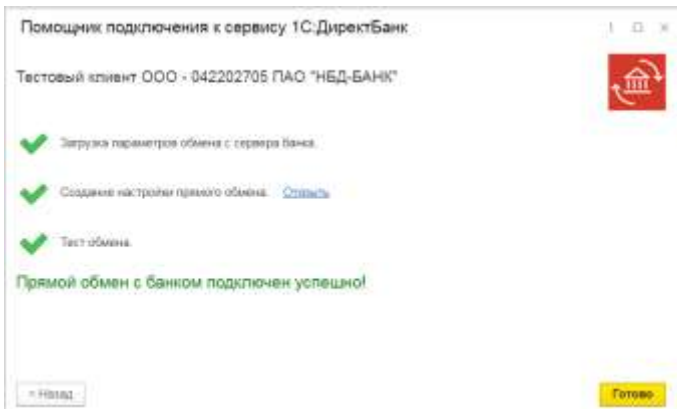 Помощник подключения к сервису 1С:ДиректБанк
Тестовый клиент ООО - 042202705 ПАО "НБД-БАНК"
Загрузка параметров обмена с сервера банка.
Создание настройки прямого обмена. Открыть
Тест обмена.
Прямой обмен с банком подключен успешно!
< Назад
Готово